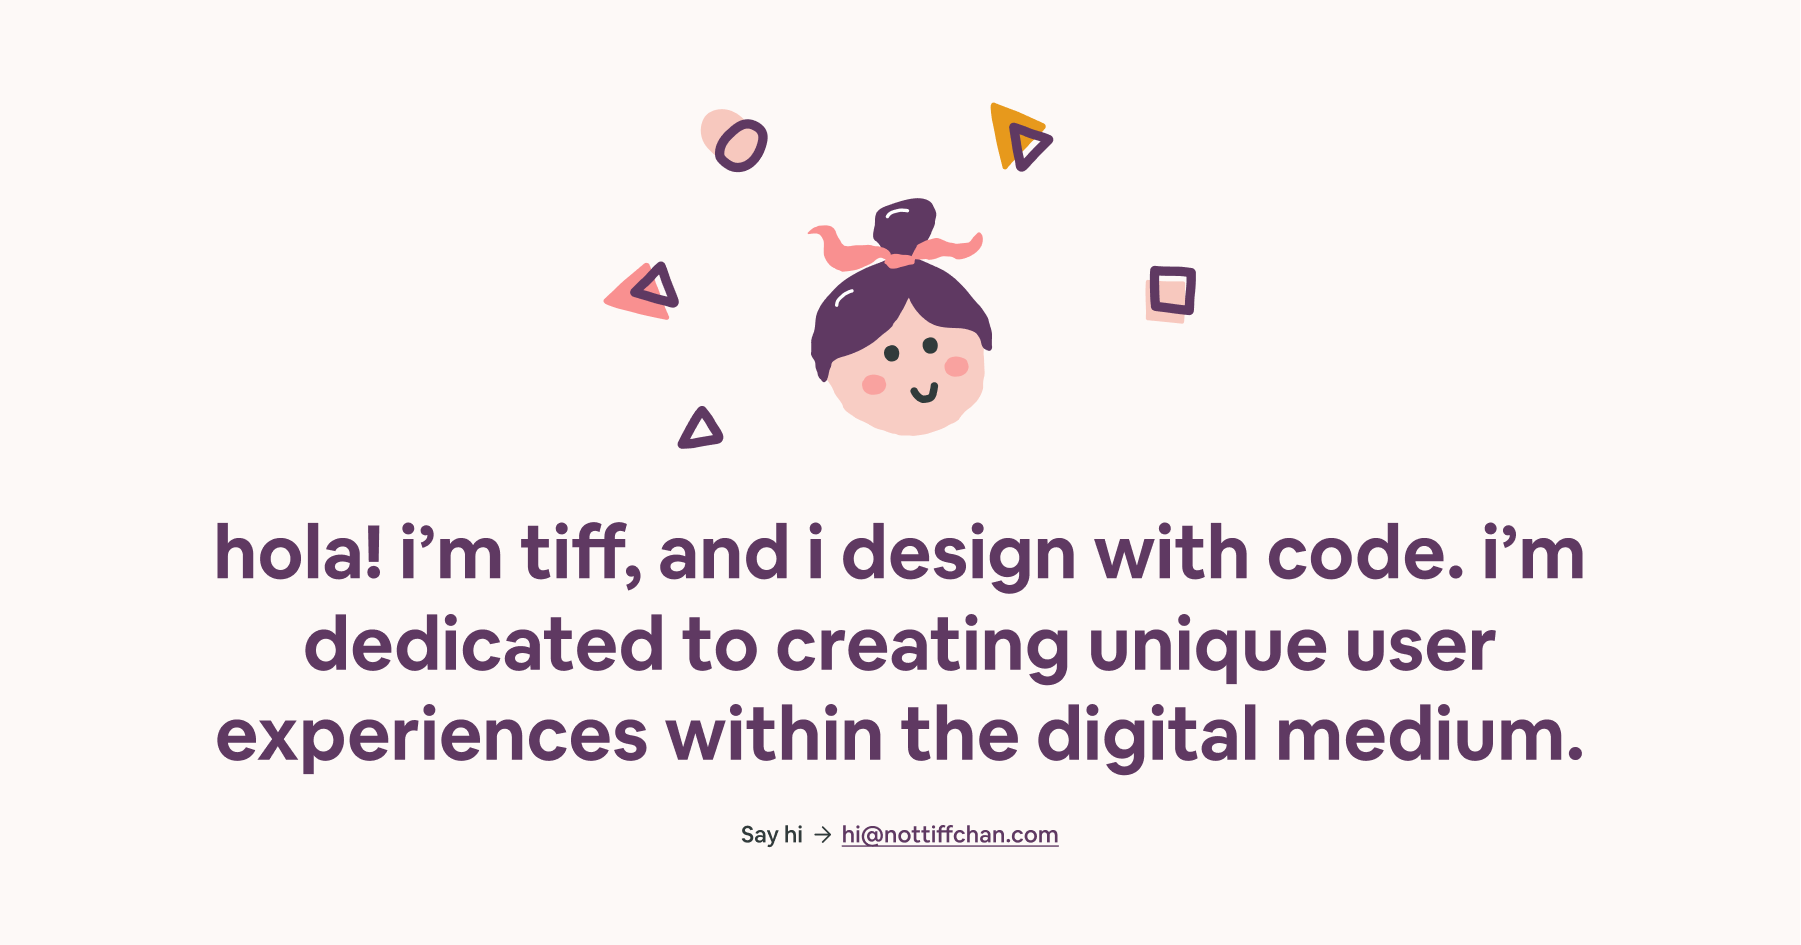 hola! i’m tiff, and i design with code. i’m
dedicated to creating unique user
experiences within the digital medium.
Say hi → hi@nottiffchan.com